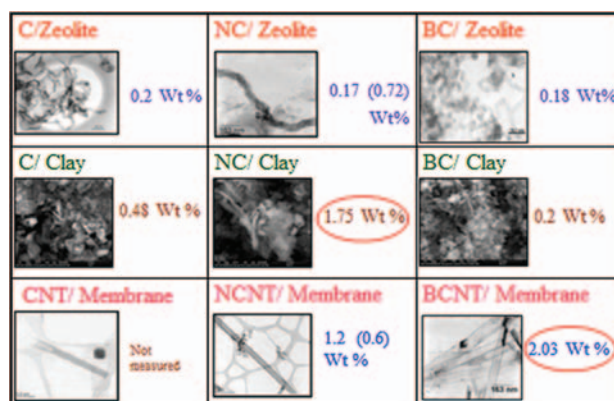 C/Zeolite
NC/ Zeolite
BC/ Zeolite
0.2 Wt%
0.17 (0.72)
Wt%
0.18 Wt%
C/ Clay
NC/ Clay
BC/ Clay
0.48 Wt %
1.75 Wt %
0.2 Wt %
CNT/ Membrane
NCNT/ Membrane
BCNT/ Membrane
Not
measured
1.2 (0.6)
Wt %
2.03 Wt %